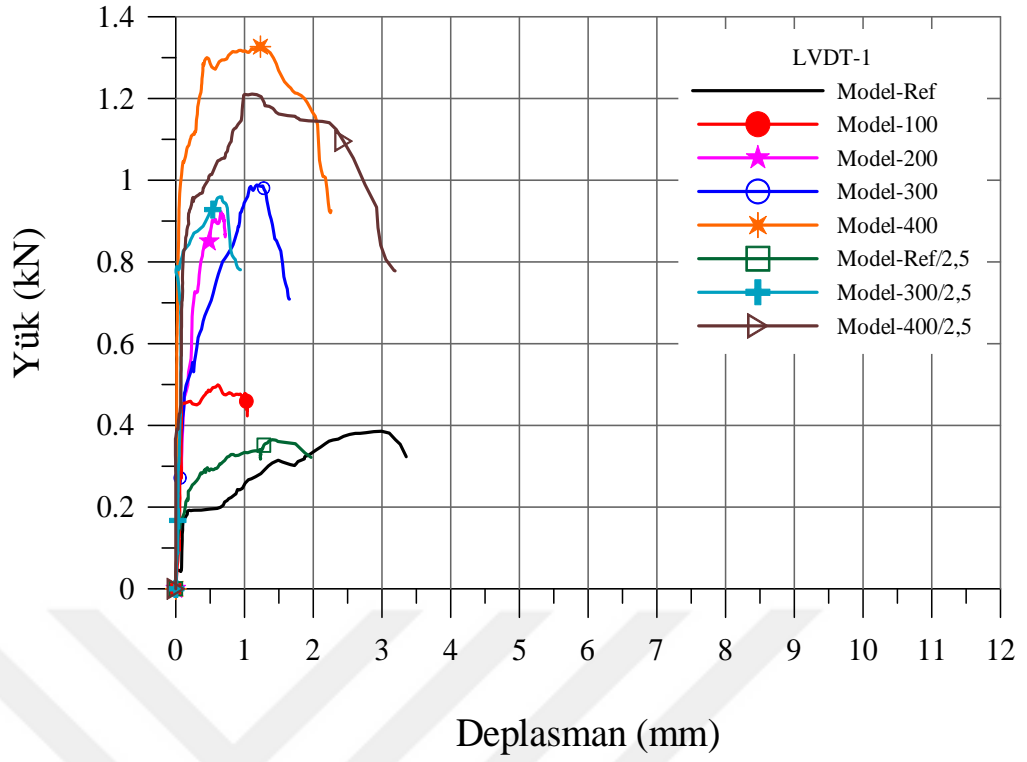 1.4
1.2
1
0.8
0.6
0.4
0.2
0
Yük (kN)
LVDT-1
Model-Ref
Model-100
Model-200
Model-300
Model-400
Model-Ref/2,5
Model-300/2,5
Model-400/2,5
0 1 2 3 4 5 6 7 8 9 10 11 12
Deplasman (mm)